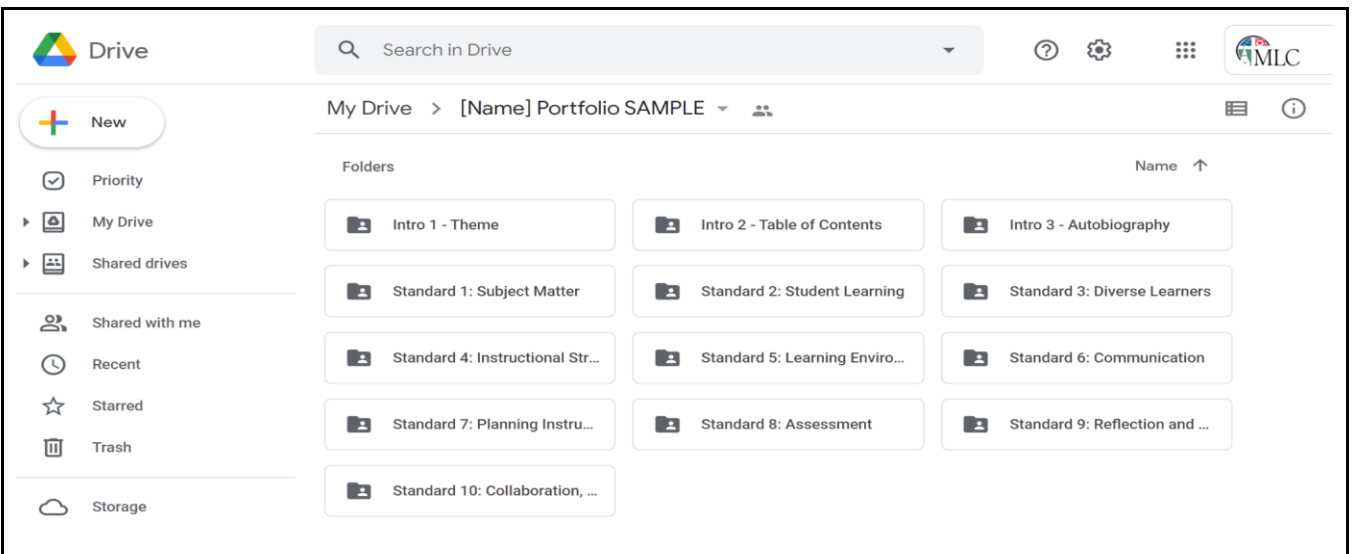 Drive
Search in Drive
MLC
New
My Drive > [Name] Portfolio SAMPLE
Priority
My Drive
Shared drives
Shared with me
Recent
Starred
Trash
Storage
Folders
Name
Intro 1 - Theme
Intro 2 - Table of Contents
Intro 3 - Autobiography
Standard 1: Subject Matter
Standard 2: Student Learning
Standard 3: Diverse Learners
Standard 4: Instructional Str...
Standard 5: Learning Enviro...
Standard 6: Communication
Standard 7: Planning Instru...
Standard 8: Assessment
Standard 9: Reflection and ...
Standard 10: Collaboration, ...